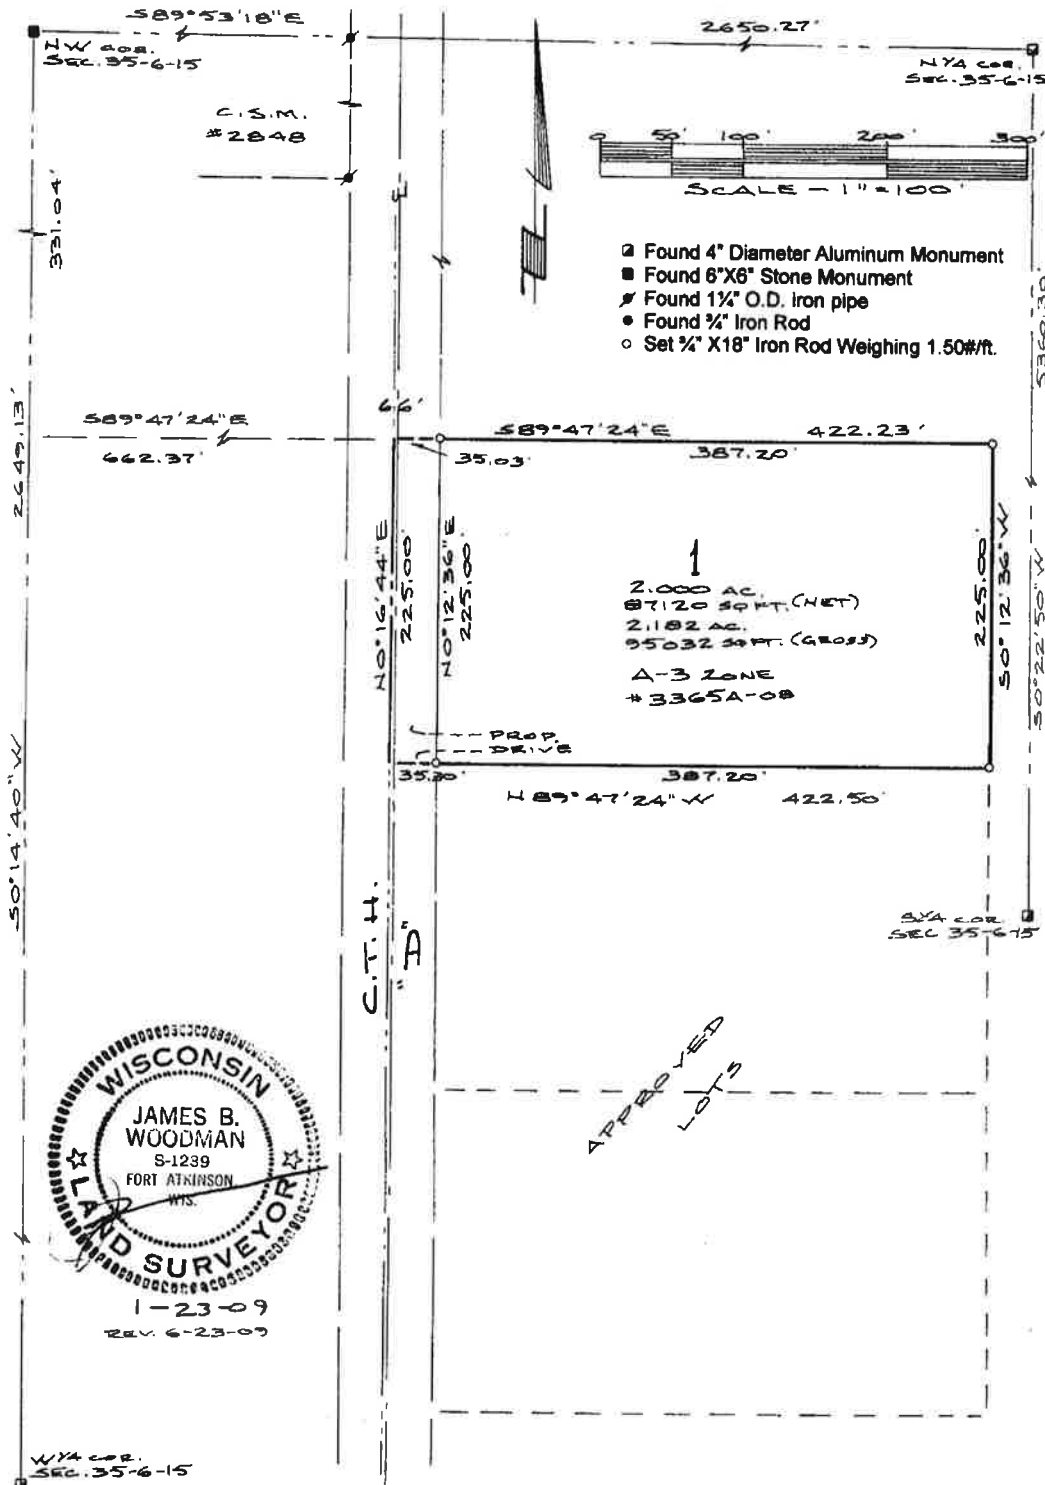 S89°53'18"E
2650.27'
NW COR.
SEC. 35-6-15
N¼ COR.
SEC. 35-6-15
C.S.M.
#2848
0 50' 100' 200' 300'
SCALE - 1"=100'
331.04'
Found 4" Diameter Aluminum Monument
Found 6"X6" Stone Monument
Found 1¼" O.D. iron pipe
Found ¾" Iron Rod
Set ¾" X18" Iron Rod Weighing 1.50#/ft.
5360.30'
2649.13'
66'
S89°47'24"E
662.37'
S89°47'24"E 422.23'
35.03'
387.20'
N0°16'44"E
225.00'
N0°12'36"E
225.00'
1
2.000 AC.
87120 SQ.FT. (NET)
2.182 AC.
95032 SQ.FT. (GROSS)
A-3 ZONE
#3365A-08
225.00'
S0°12'36"W
S0°22'50"W
PROP.
DRIVE
35.30'
387.20'
N89°47'24"W 422.50'
S0°14'40"W
C.T.H.
"A"
S¼ COR.
SEC 35-6-15
APPROVED
LOTS
WISCONSIN
JAMES B.
WOODMAN
S-1239
FORT ATKINSON
WIS.
LAND SURVEYOR
1-23-09
REV. 6-23-09
W¼ COR.
SEC. 35-6-15